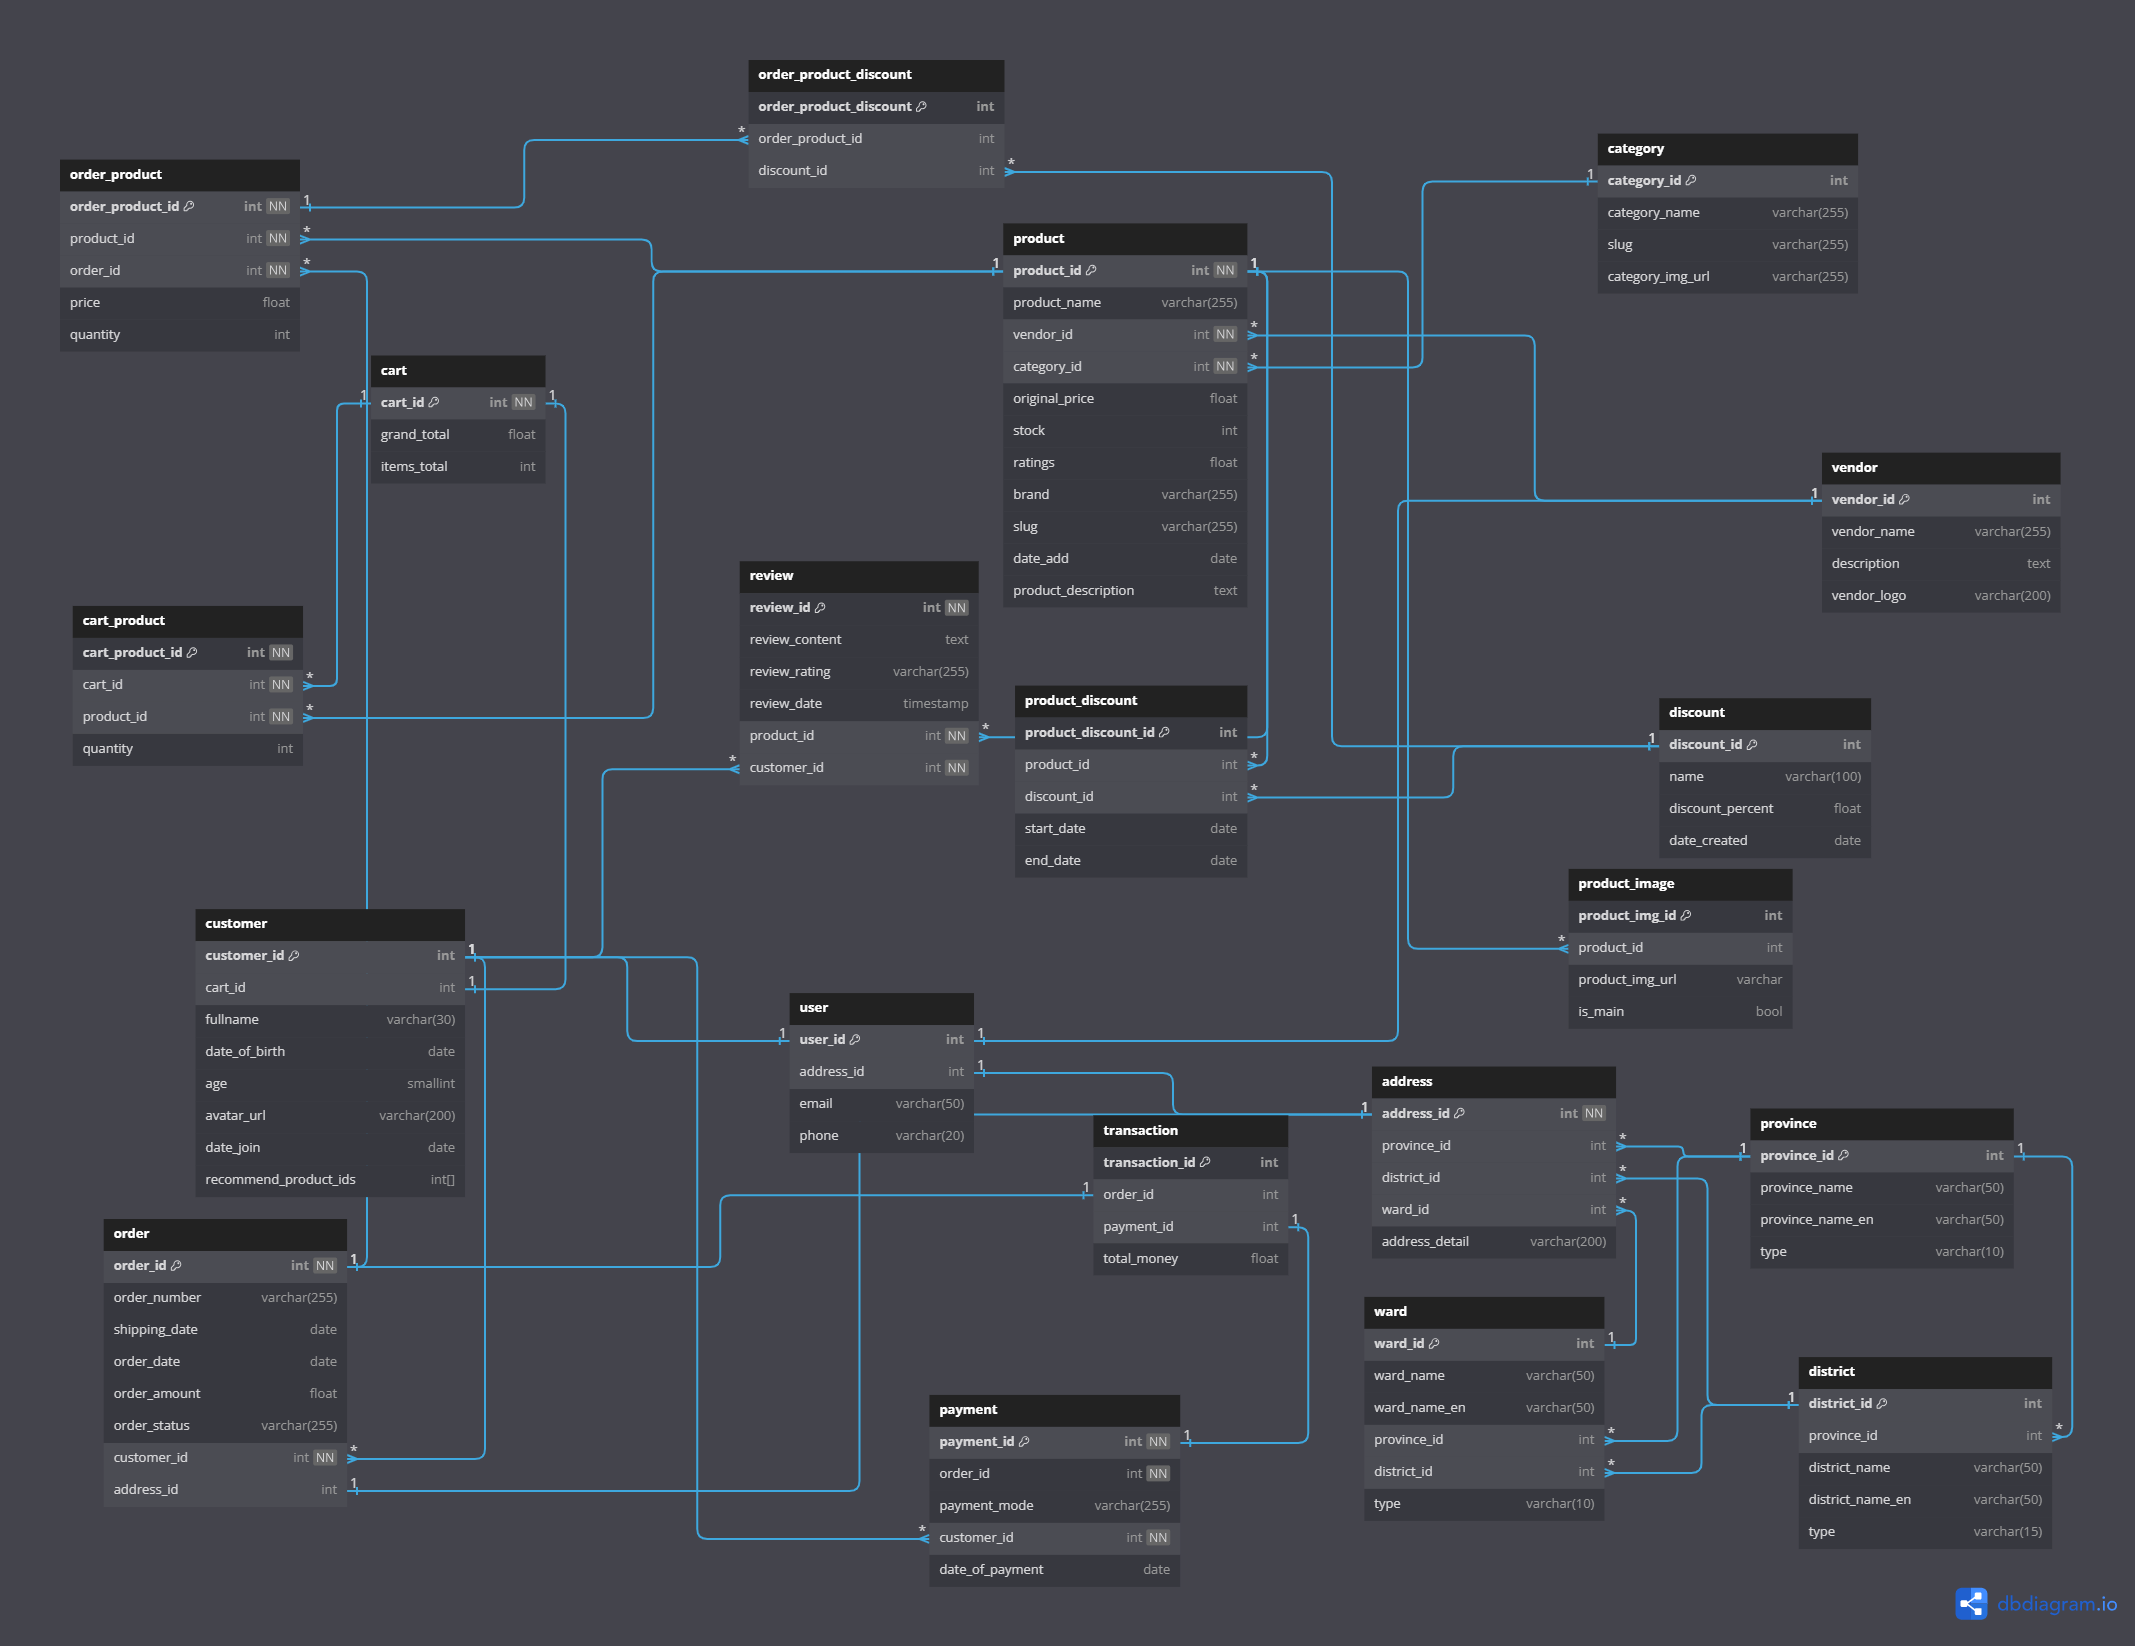 order_product_discount
order_product_discount int
order_product_id int
discount_id int
order_product
order_product_id int NN
product_id int NN
order_id int NN
price float
quantity int
category
category_id int
category_name varchar(255)
slug varchar(255)
category_img_url varchar(255)
product
product_id int NN
product_name varchar(255)
vendor_id int NN
category_id int NN
original_price float
stock int
ratings float
brand varchar(255)
slug varchar(255)
date_add date
product_description text
cart
cart_id int NN
grand_total float
items_total int
vendor
vendor_id int
vendor_name varchar(255)
description text
vendor_logo varchar(200)
review
review_id int NN
review_content text
review_rating varchar(255)
review_date timestamp
product_id int NN
customer_id int NN
cart_product
cart_product_id int NN
cart_id int NN
product_id int NN
quantity int
product_discount
product_discount_id int
product_id int
discount_id int
start_date date
end_date date
discount
discount_id int
name varchar(100)
discount_percent float
date_created date
product_image
product_img_id int
product_id int
product_img_url varchar
is_main bool
customer
customer_id int
cart_id int
fullname varchar(30)
date_of_birth date
age smallint
avatar_url varchar(200)
date_join date
recommend_product_ids int[]
user
user_id int
address_id int
email varchar(50)
phone varchar(20)
address
address_id int NN
province_id int
district_id int
ward_id int
address_detail varchar(200)
transaction
transaction_id int
order_id int
payment_id int
total_money float
province
province_id int
province_name varchar(50)
province_name_en varchar(50)
type varchar(10)
order
order_id int NN
order_number varchar(255)
shipping_date date
order_date date
order_amount float
order_status varchar(255)
customer_id int NN
address_id int
ward
ward_id int
ward_name varchar(50)
ward_name_en varchar(50)
province_id int
district_id int
type varchar(10)
district
district_id int
province_id int
district_name varchar(50)
district_name_en varchar(50)
type varchar(15)
payment
payment_id int NN
order_id int NN
payment_mode varchar(255)
customer_id int NN
date_of_payment date
dbdiagram.io